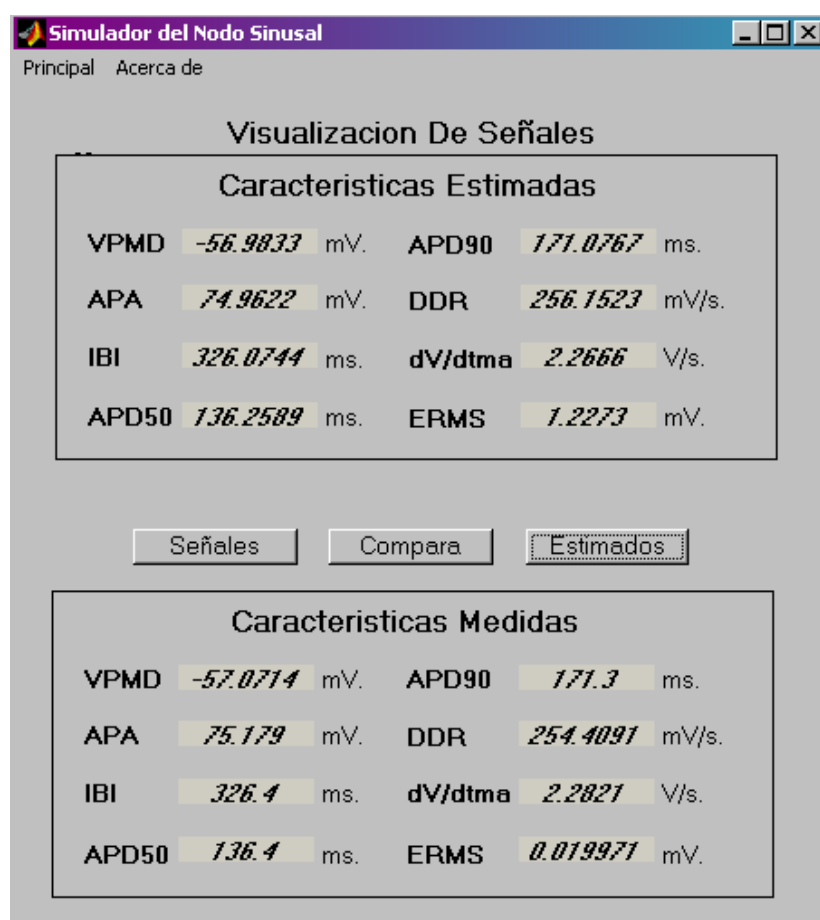 Simulador del Nodo Sinusal
Principal Acerca de
Visualizacion De Señales
Caracteristicas Estimadas
VPMD -56.9833 mV. APD90 171.0767 ms.
APA 74.9622 mV. DDR 256.1523 mV/s.
IBI 326.0744 ms. dV/dtma 2.2666 V/s.
APD50 136.2589 ms. ERMS 1.2273 mV.
Señales Compara Estimados
Caracteristicas Medidas
VPMD -57.0714 mV. APD90 171.3 ms.
APA 75.179 mV. DDR 254.4091 mV/s.
IBI 326.4 ms. dV/dtma 2.2821 V/s.
APD50 136.4 ms. ERMS 0.019971 mV.